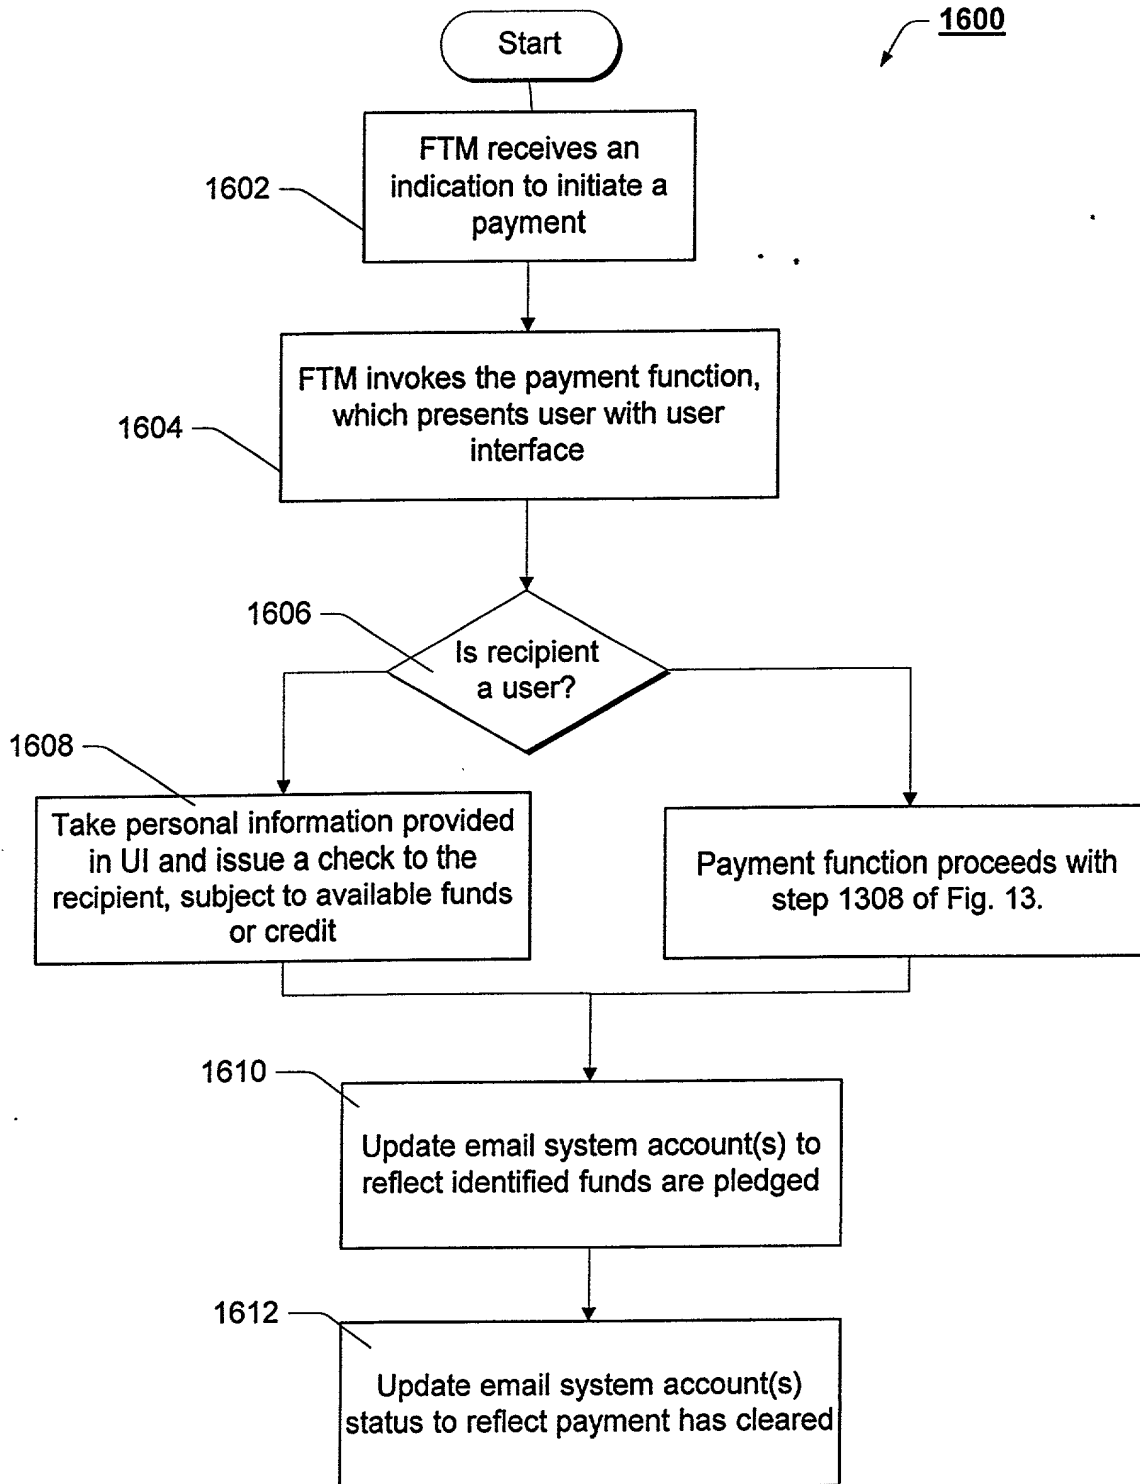 Start
1600
FTM receives an
indication to initiate a
payment
1602
FTM invokes the payment function,
which presents user with user
interface
1604
1606
Is recipient
a user?
1608
Take personal information provided
in UI and issue a check to the
recipient, subject to available funds
or credit
Payment function proceeds with
step 1308 of Fig. 13.
1610
Update email system account(s) to
reflect identified funds are pledged
1612
Update email system account(s)
status to reflect payment has cleared